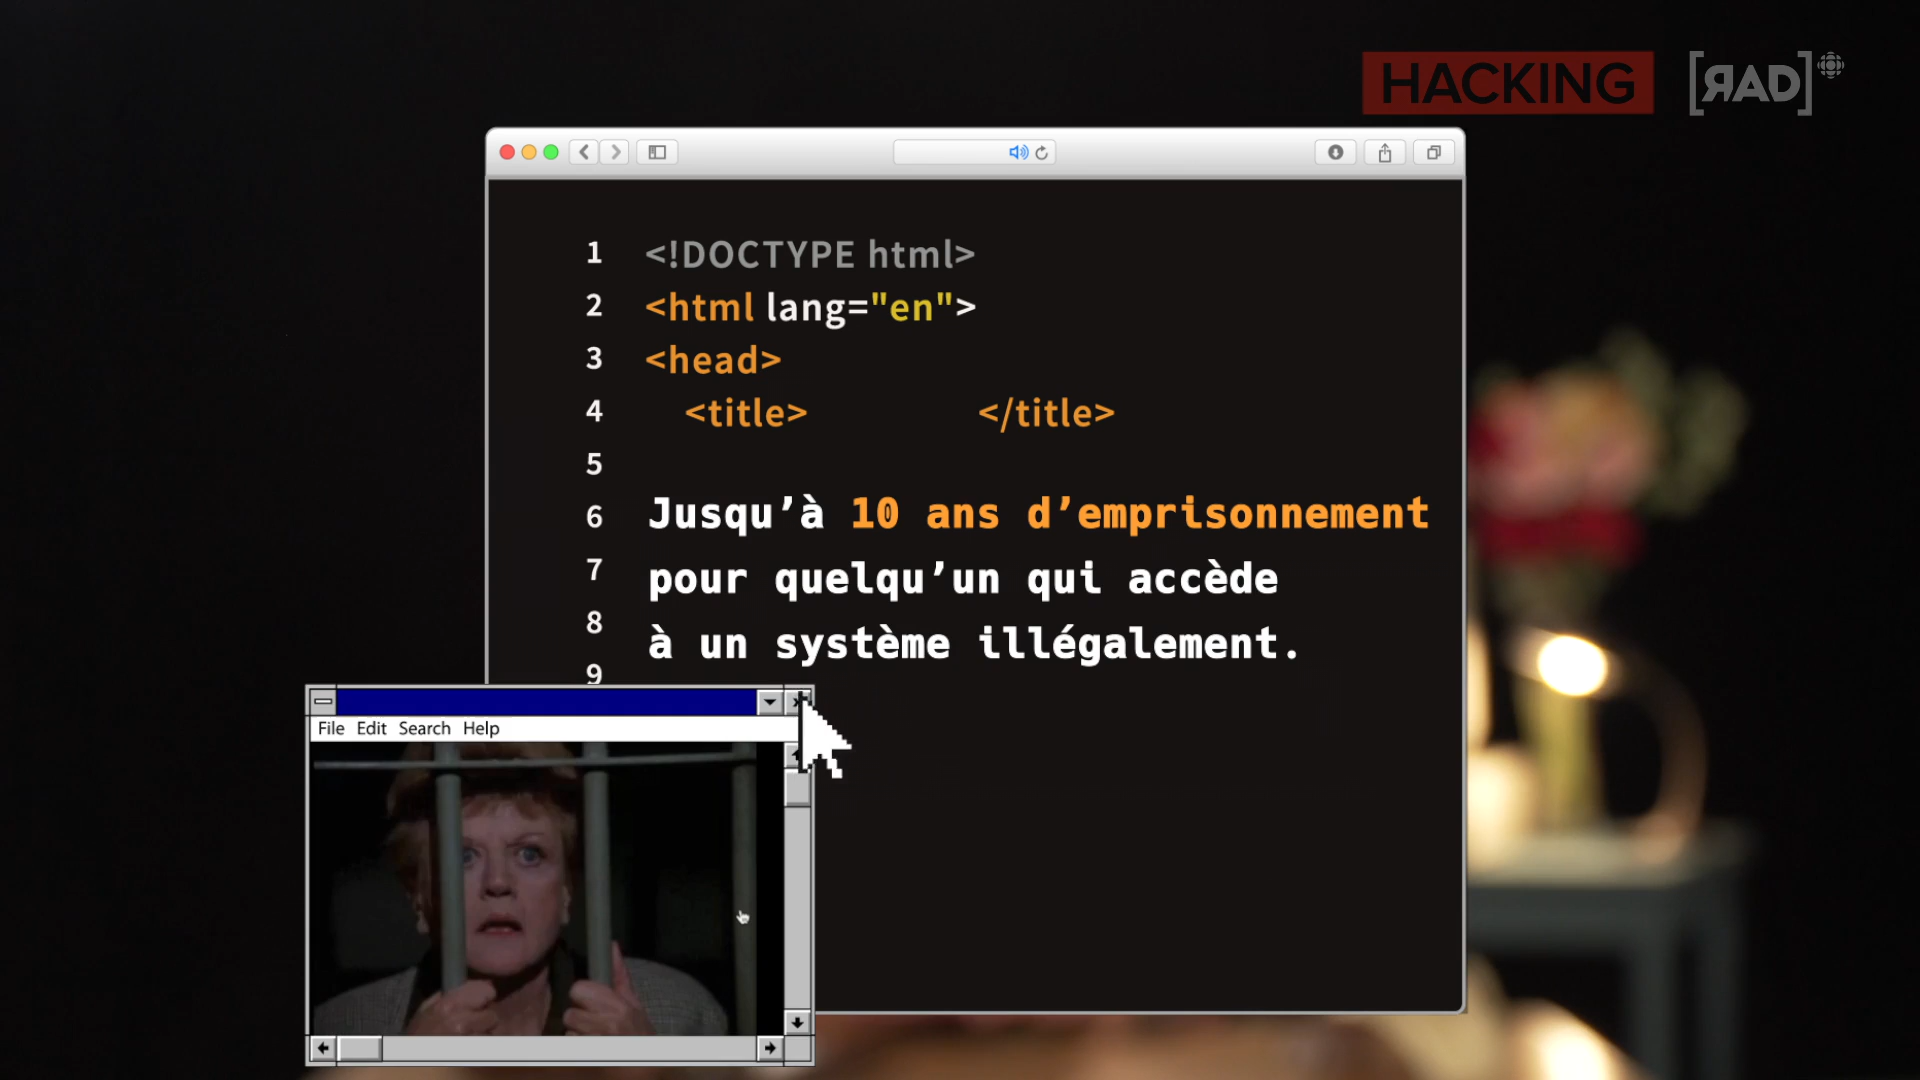 HACKING
[ЯAD]
1 <!DOCTYPE html>
2 <html lang="en">
3 <head>
4 <title> </title>
5
6 Jusqu’à 10 ans d’emprisonnement
7 pour quelqu’un qui accède
8 à un système illégalement.
9
File Edit Search Help